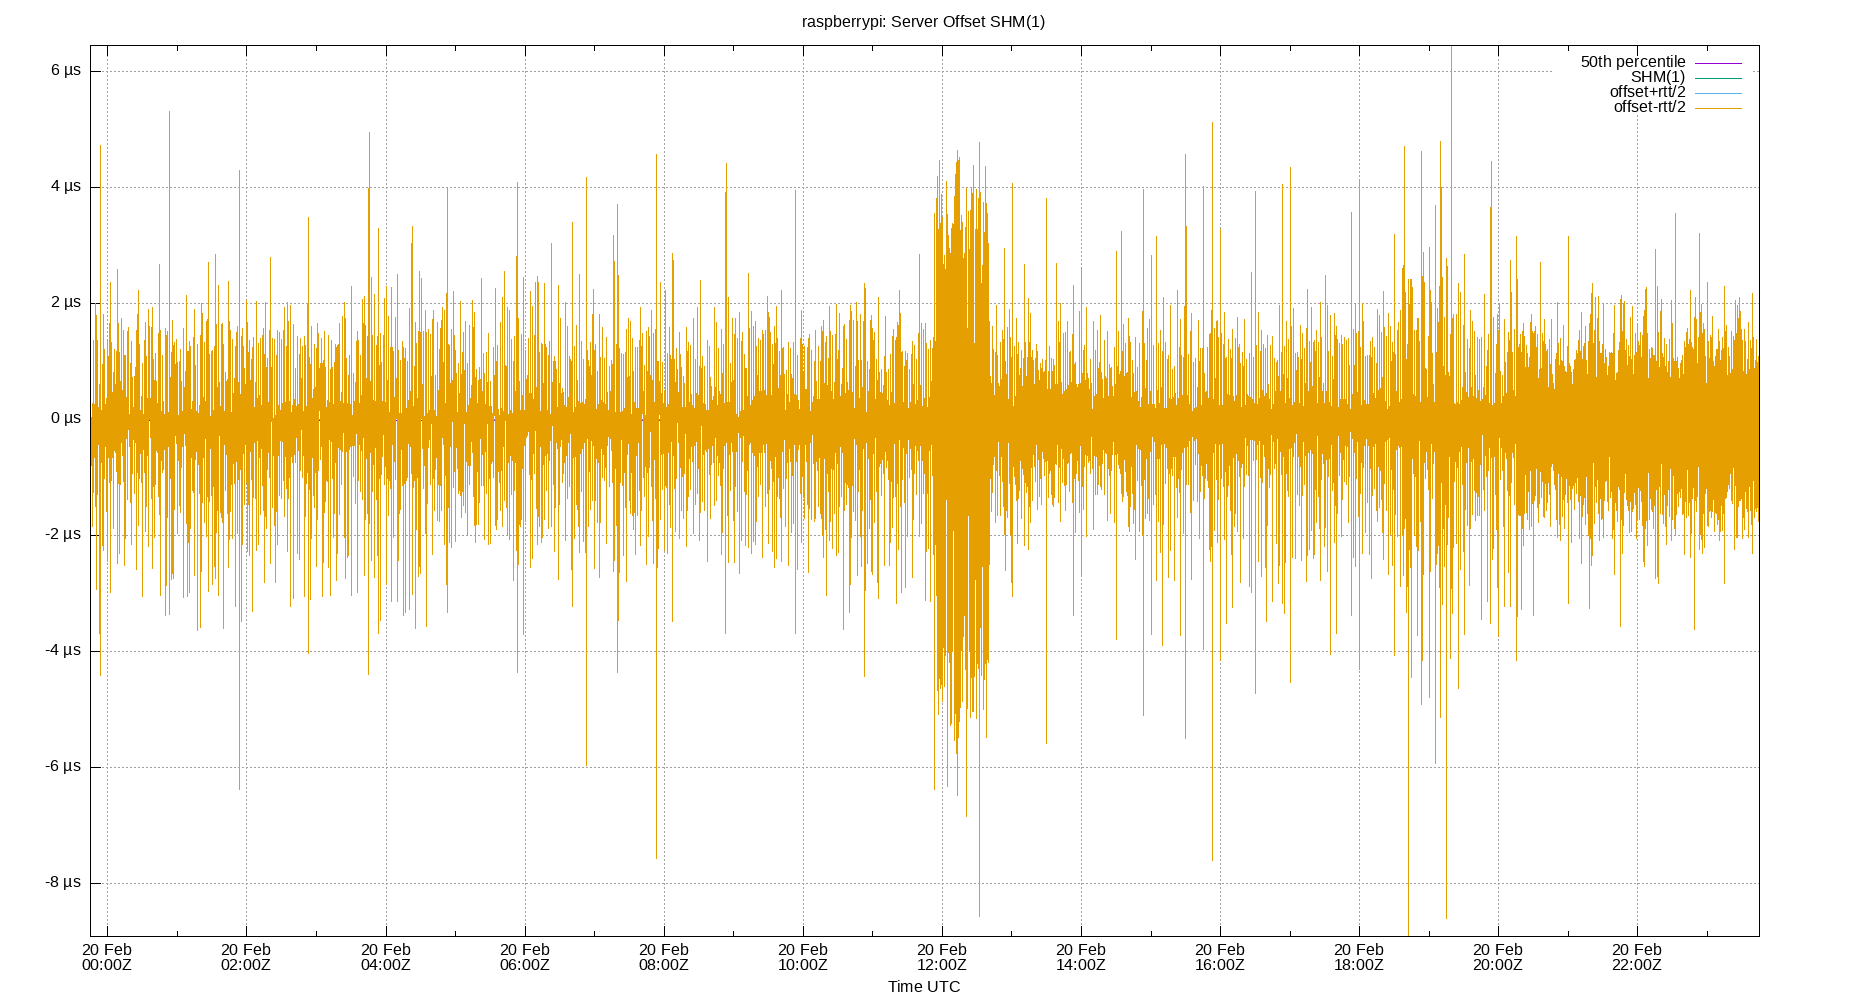 raspberrypi: Server Offset SHM(1)
50th percentile
SHM(1)
offset+rtt/2
offset-rtt/2
6 µs
4 µs
2 µs
0 µs
-2 µs
-4 µs
-6 µs
-8 µs
20 Feb 20 Feb 20 Feb 20 Feb 20 Feb 20 Feb 20 Feb 20 Feb 20 Feb 20 Feb 20 Feb 20 Feb
00:00Z 02:00Z 04:00Z 06:00Z 08:00Z 10:00Z 12:00Z 14:00Z 16:00Z 18:00Z 20:00Z 22:00Z
Time UTC